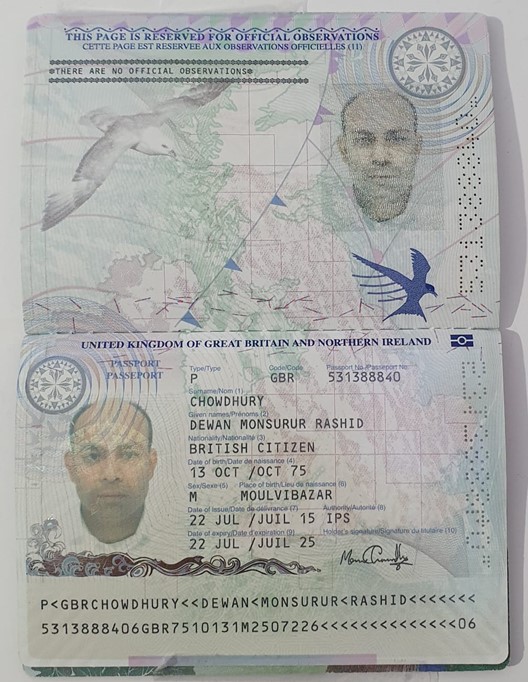 THIS PAGE IS RESERVED FOR OFFICIAL OBSERVATIONS
CETTE PAGE EST RESERVEE AUX OBSERVATIONS OFFICIELLES (11)
*THERE ARE NO OFFICIAL OBSERVATIONS*
UNITED KINGDOM OF GREAT BRITAIN AND NORTHERN IRELAND
PASSPORT
PASSEPORT
Type/Type Code/Code Passport No./Passeport No.
P GBR 531388840
Surname/Nom (1)
CHOWDHURY
Given names/Prénoms (2)
DEWAN MONSURUR RASHID
Nationality/Nationalité (3)
BRITISH CITIZEN
Date of birth/Date de naissance (4)
13 OCT /OCT 75
Sex/Sexe (5) Place of birth/Lieu de naissance (6)
M MOULVIBAZAR
Date of issue/Date de délivrance (7) Authority/Autorité (8)
22 JUL /JUIL 15 IPS
Date of expiry/Date d'expiration (9) Holder's signature/Signature du titulaire (10)
22 JUL /JUIL 25
P<GBRCHOWDHURY<<DEWAN<MONSURUR<RASHID<<<<<<<
5313888406GBR7510131M2507226<<<<<<<<<<<<<<06